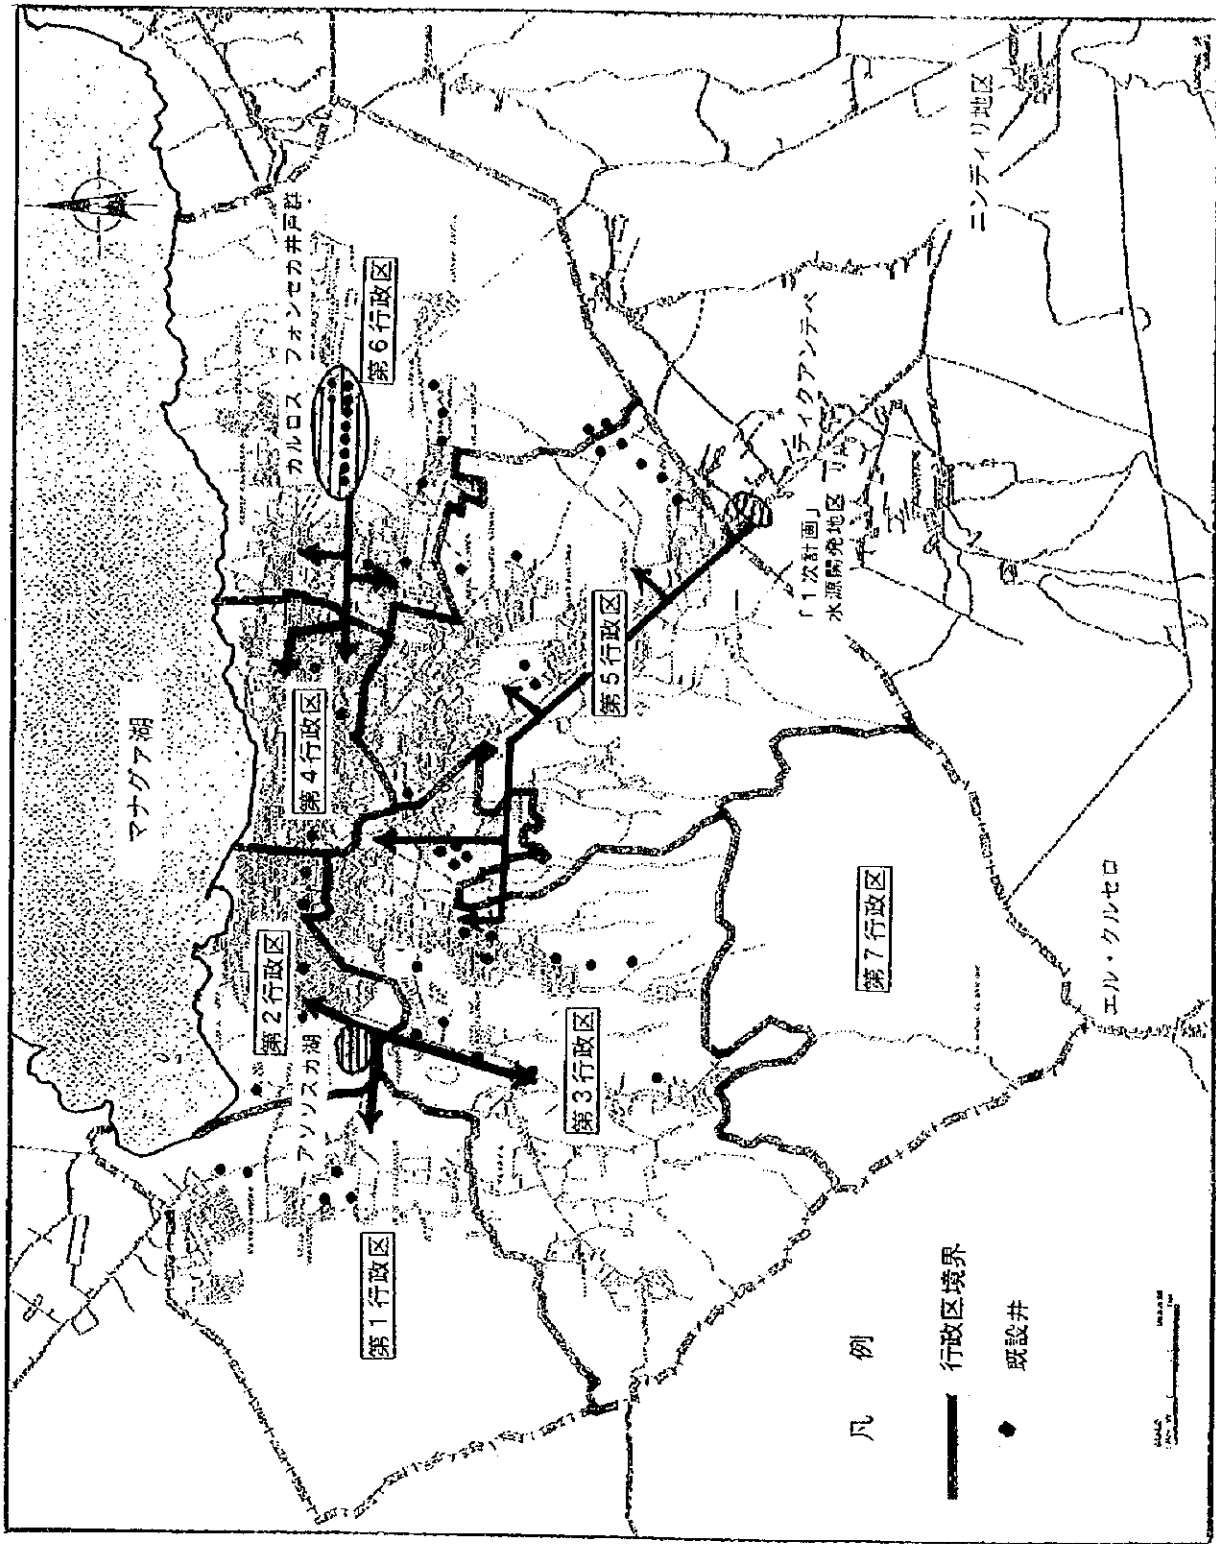 マナグァ湖
カルロス・フォンセカ井戸群
第6行政区
第4行政区
第2行政区
アソソスカ湖
第1行政区
第3行政区
第5行政区
第7行政区
ティクアンテペ
「1次計画」
水源開発地区
ニンディリ地区
エル・クルセロ
凡例
行政区境界
既設井